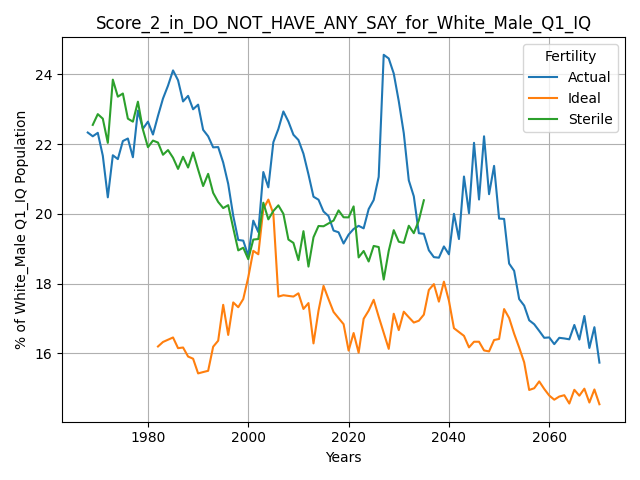 Score_2_in_DO_NOT_HAVE_ANY_SAY_for_White_Male_Q1_IQ
% of White_Male Q1_IQ Population
24
22
20
18
16
Fertility
Actual
Ideal
Sterile
1980
2000
2020
2040
2060
Years